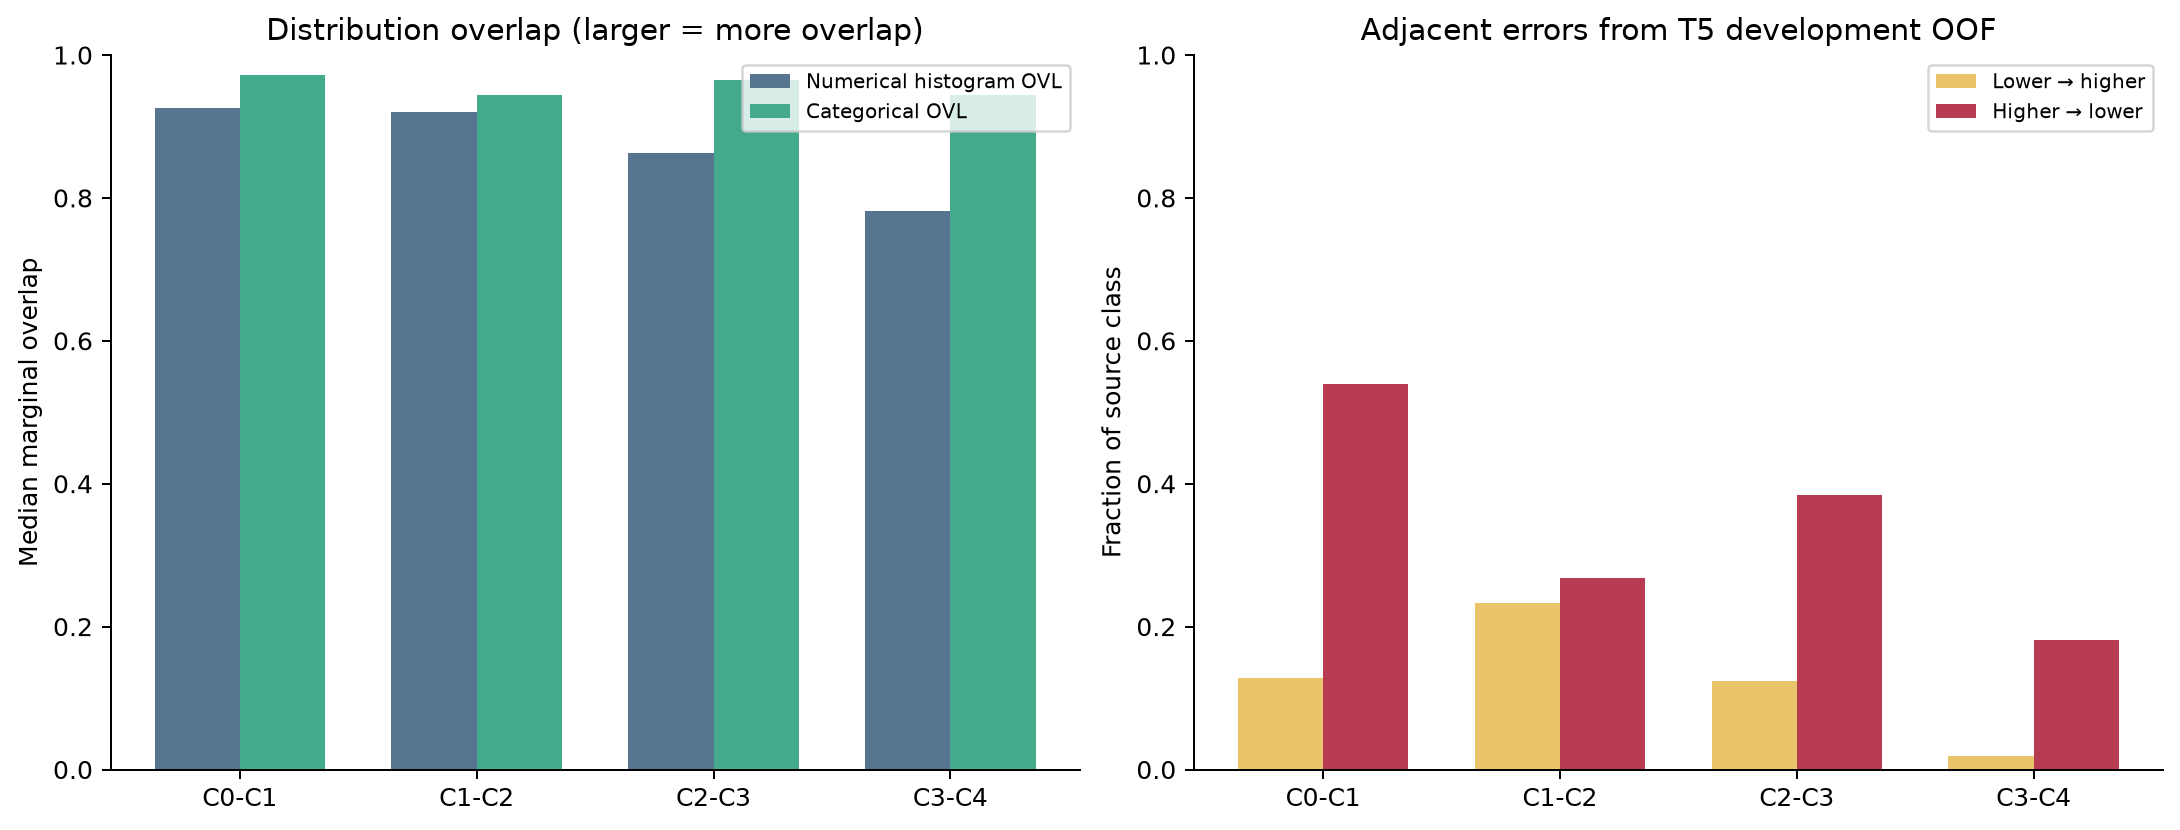 Distribution overlap (larger = more overlap)
Numerical histogram OVL
Categorical OVL
Median marginal overlap
1.0
0.8
0.6
0.4
0.2
0.0
C0-C1
C1-C2
C2-C3
C3-C4
Adjacent errors from T5 development OOF
Lower → higher
Higher → lower
Fraction of source class
1.0
0.8
0.6
0.4
0.2
0.0
C0-C1
C1-C2
C2-C3
C3-C4